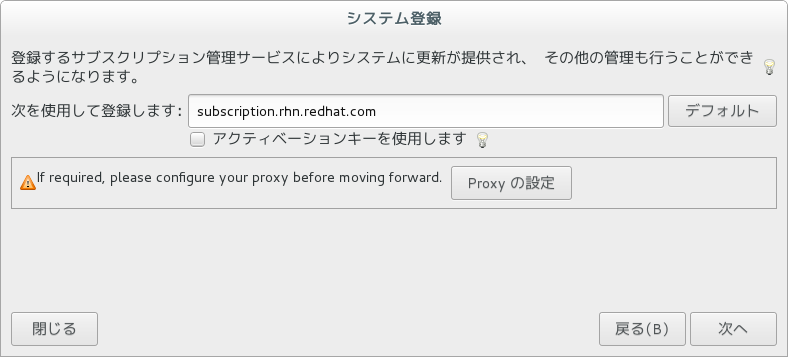 システム登録
登録するサブスクリプション管理サービスによりシステムに更新が提供され、 その他の管理も行うことができ
るようになります。
次を使用して登録します: subscription.rhn.redhat.com デフォルト
アクティベーションキーを使用します
If required, please configure your proxy before moving forward. Proxy の設定
閉じる 戻る(B) 次へ